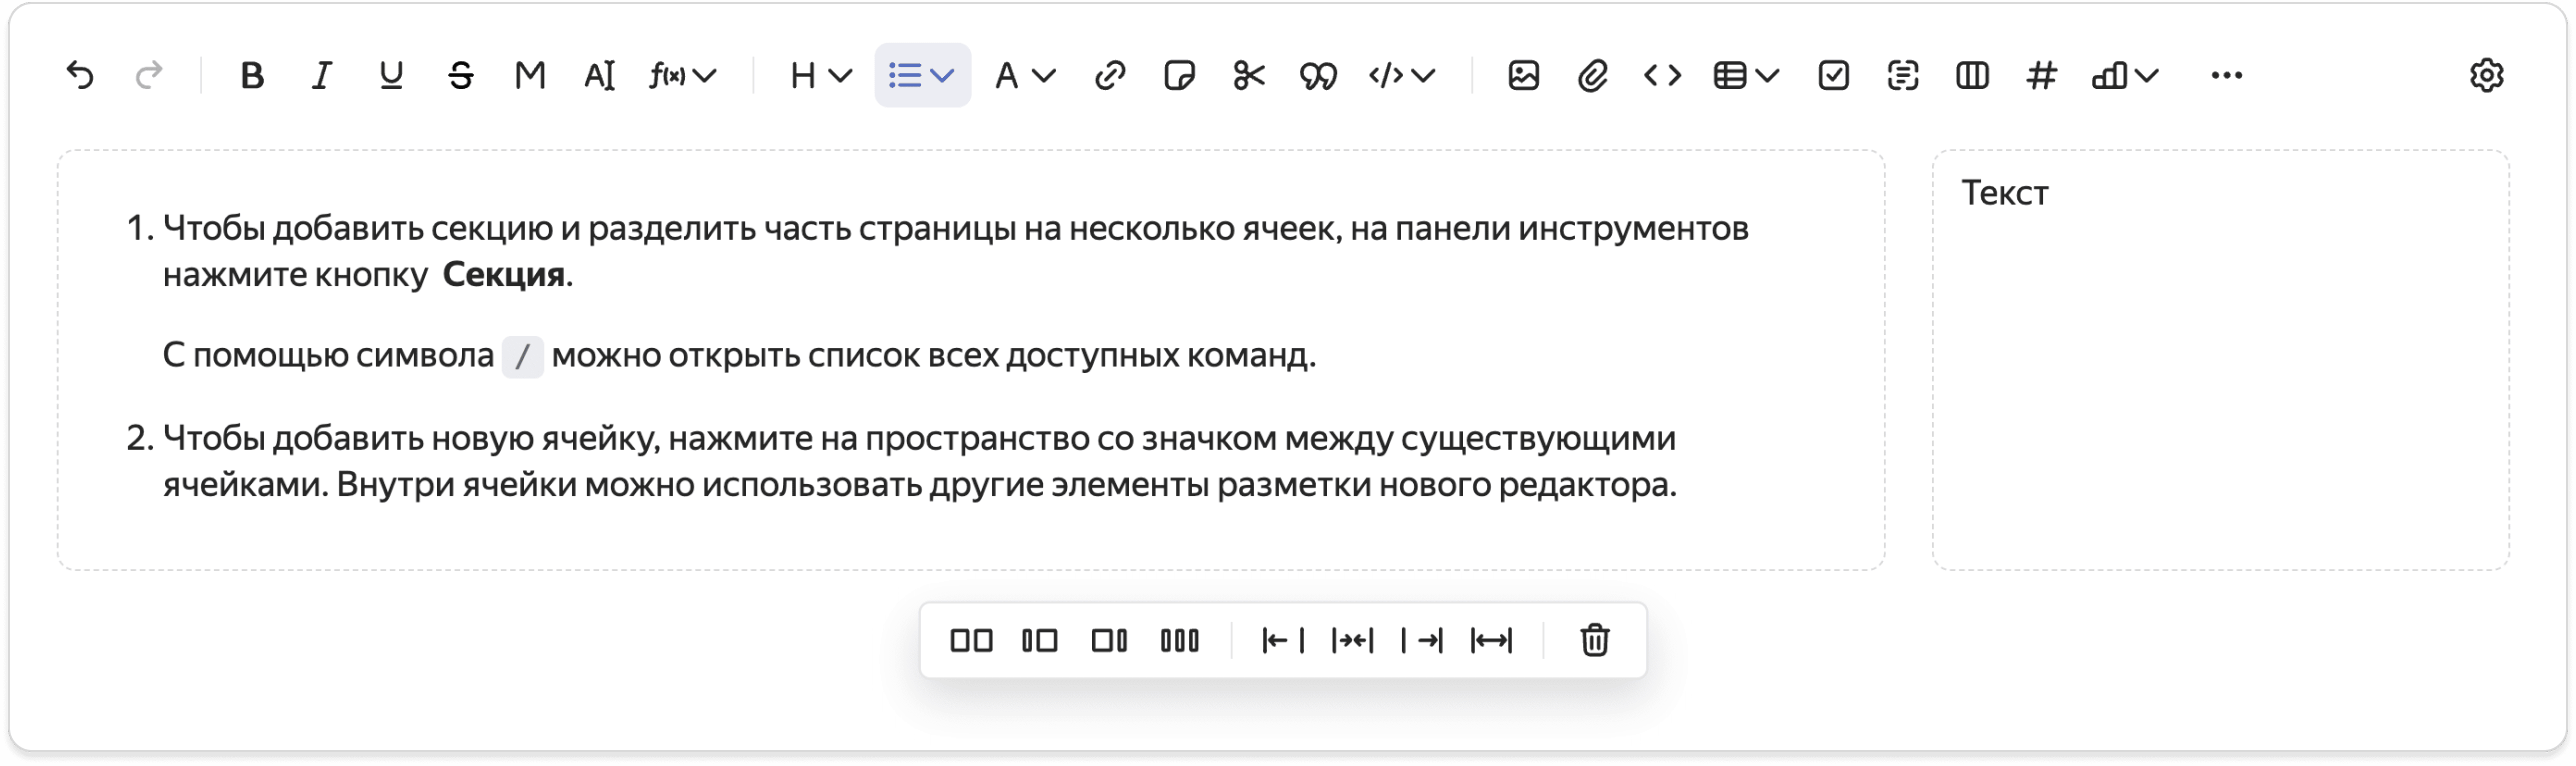 B I U S M AI f(x) H A </> < > #
1. Чтобы добавить секцию и разделить часть страницы на несколько ячеек, на панели инструментов
нажмите кнопку Секция.
С помощью символа / можно открыть список всех доступных команд.
2. Чтобы добавить новую ячейку, нажмите на пространство со значком между существующими
ячейками. Внутри ячейки можно использовать другие элементы разметки нового редактора.
Текст